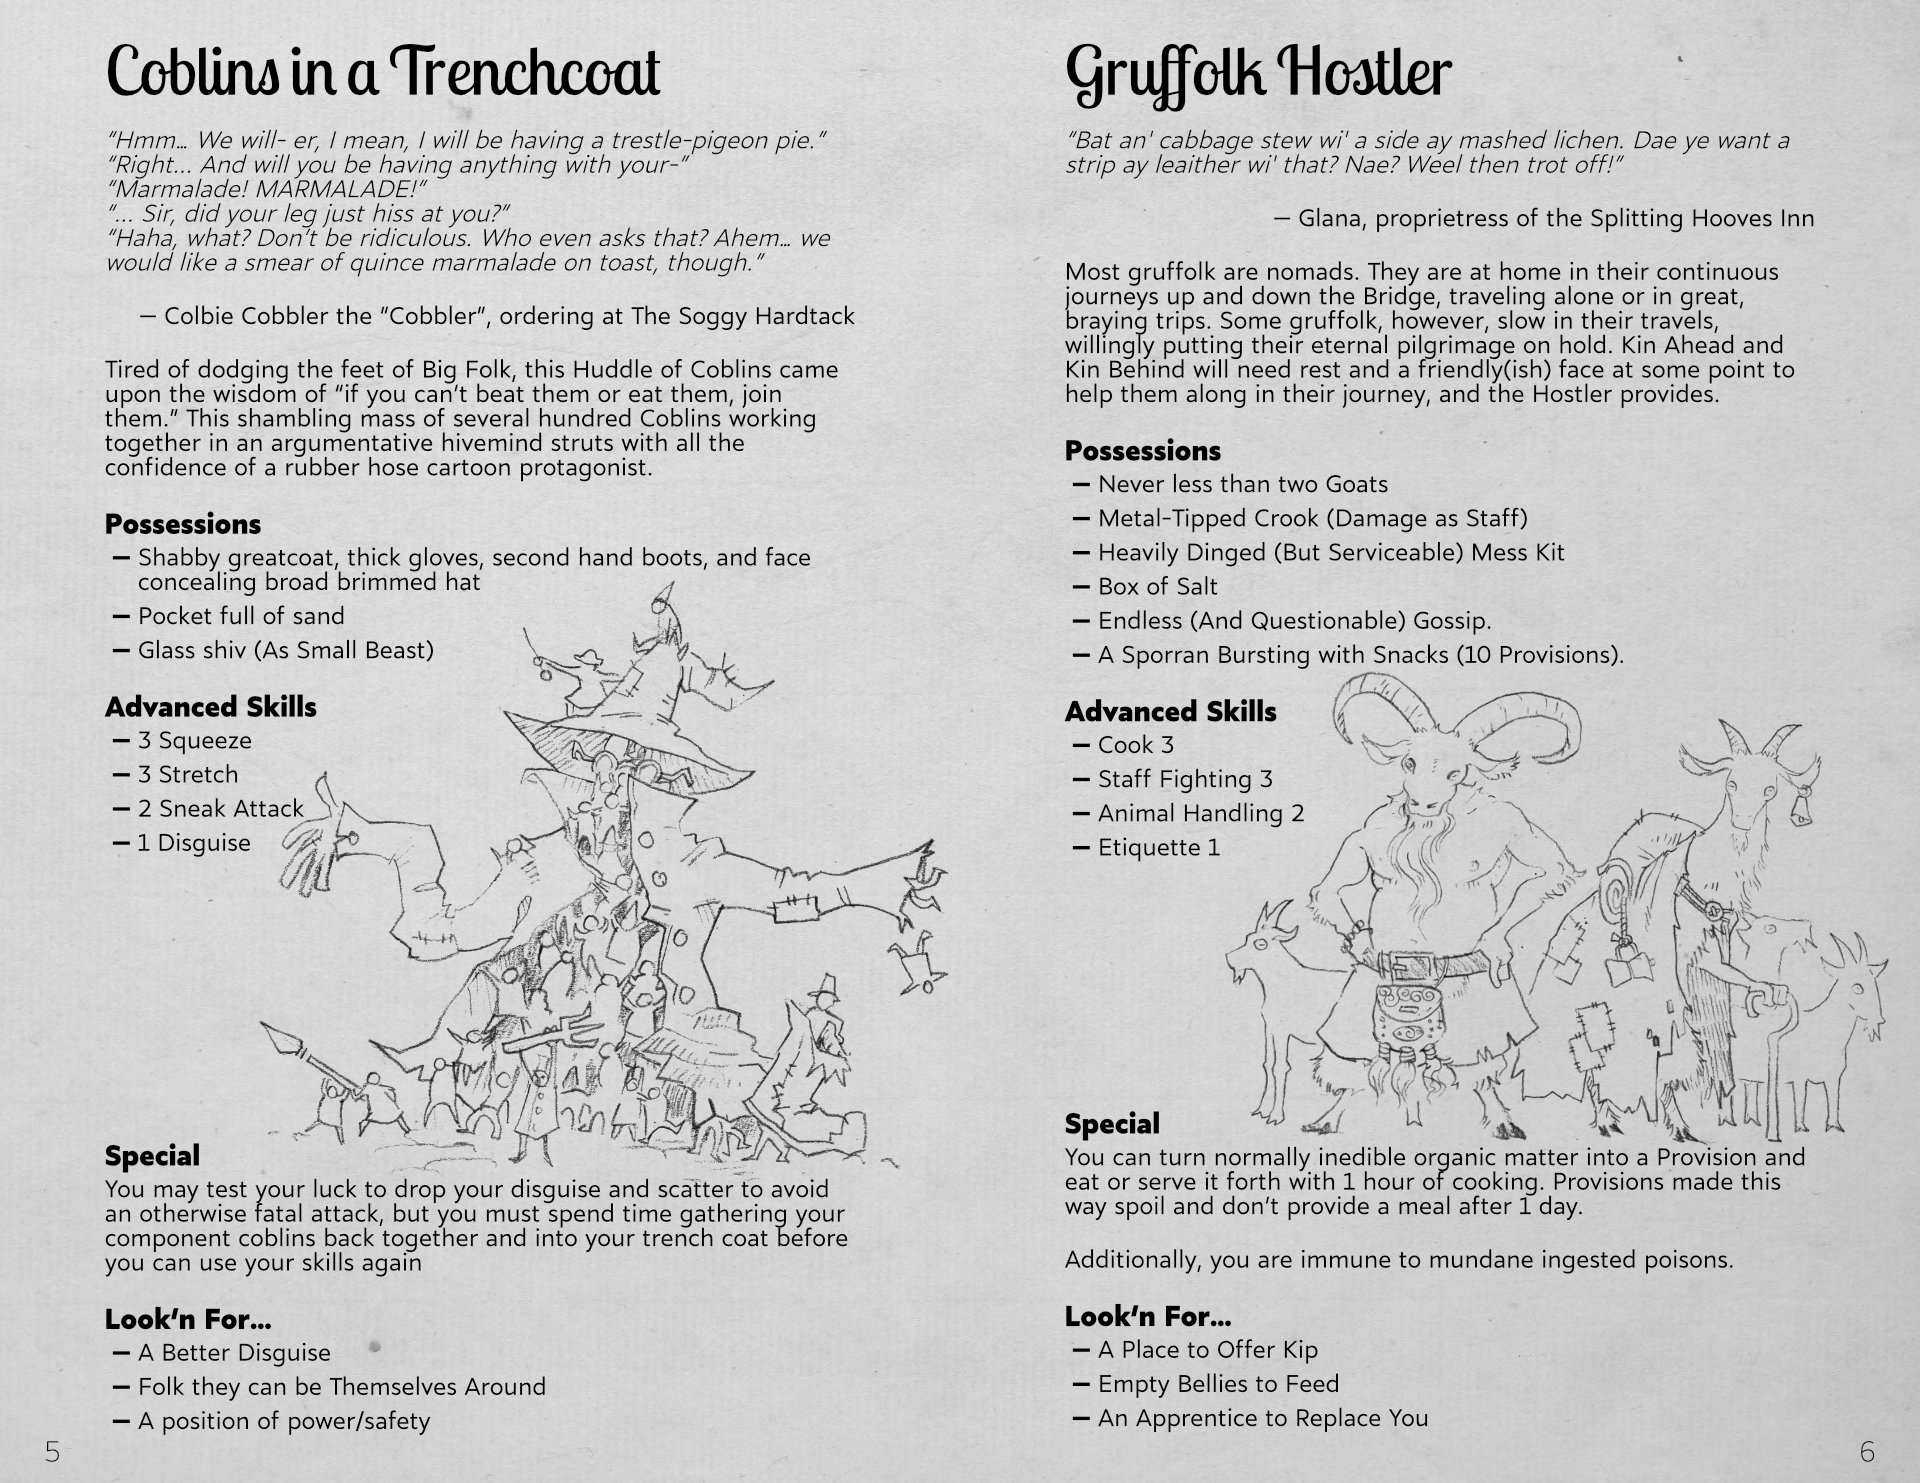 Coblins in a Trenchcoat
"Hmm… We will- er, I mean, I will be having a trestle-pigeon pie."
"Right... And will you be having anything with your-"
"Marmalade! MARMALADE!"
"... Sir, did your leg just hiss at you?"
"Haha, what? Don't be ridiculous. Who even asks that? Ahem… we
would like a smear of quince marmalade on toast, though."
— Colbie Cobbler the "Cobbler", ordering at The Soggy Hardtack
Tired of dodging the feet of Big Folk, this Huddle of Coblins came
upon the wisdom of "if you can't beat them or eat them, join
them." This shambling mass of several hundred Coblins working
together in an argumentative hivemind struts with all the
confidence of a rubber hose cartoon protagonist.
Possessions
— Shabby greatcoat, thick gloves, second hand boots, and face
concealing broad brimmed hat
— Pocket full of sand
— Glass shiv (As Small Beast)
Advanced Skills
— 3 Squeeze
— 3 Stretch
— 2 Sneak Attack
— 1 Disguise
Special
You may test your luck to drop your disguise and scatter to avoid
an otherwise fatal attack, but you must spend time gathering your
component coblins back together and into your trench coat before
you can use your skills again
Look'n For…
— A Better Disguise
— Folk they can be Themselves Around
— A position of power/safety
5
Gruffolk Hostler
"Bat an' cabbage stew wi' a side ay mashed lichen. Dae ye want a
strip ay leaither wi' that? Nae? Weel then trot off!"
— Glana, proprietress of the Splitting Hooves Inn
Most gruffolk are nomads. They are at home in their continuous
journeys up and down the Bridge, traveling alone or in great,
braying trips. Some gruffolk, however, slow in their travels,
willingly putting their eternal pilgrimage on hold. Kin Ahead and
Kin Behind will need rest and a friendly(ish) face at some point to
help them along in their journey, and the Hostler provides.
Possessions
— Never less than two Goats
— Metal-Tipped Crook (Damage as Staff)
— Heavily Dinged (But Serviceable) Mess Kit
— Box of Salt
— Endless (And Questionable) Gossip.
— A Sporran Bursting with Snacks (10 Provisions).
Advanced Skills
— Cook 3
— Staff Fighting 3
— Animal Handling 2
— Etiquette 1
Special
You can turn normally inedible organic matter into a Provision and
eat or serve it forth with 1 hour of cooking. Provisions made this
way spoil and don't provide a meal after 1 day.
Additionally, you are immune to mundane ingested poisons.
Look'n For…
— A Place to Offer Kip
— Empty Bellies to Feed
— An Apprentice to Replace You
6